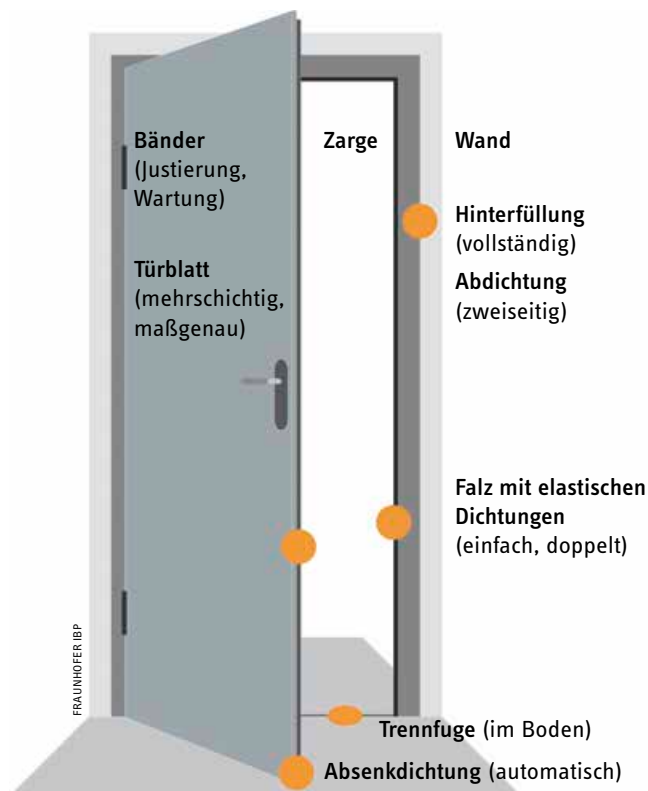 Bänder
(Justierung,
Wartung)
Türblatt
(mehrschichtig,
maßgenau)
Zarge
Wand
Hinterfüllung
(vollständig)
Abdichtung
(zweiseitig)
Falz mit elastischen
Dichtungen
(einfach, doppelt)
Trennfuge (im Boden)
Absenkdichtung (automatisch)
FRAUNHOFER IBP